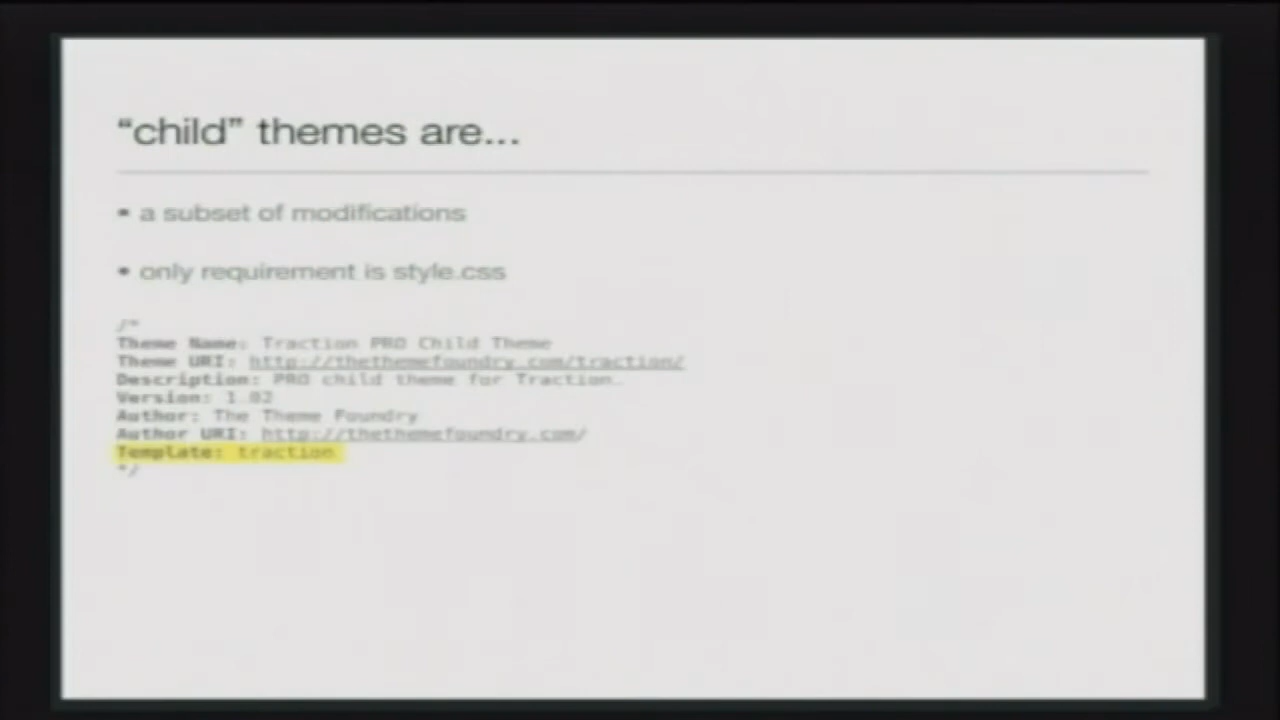 “child” themes are...
• a subset of modifications
• only requirement is style.css
/*
Theme Name: Traction PRO Child Theme
Theme URI: http://thethemefoundry.com/traction/
Description: PRO child theme for Traction.
Version: 1.02
Author: The Theme Foundry
Author URI: http://thethemefoundry.com/
Template: traction
*/